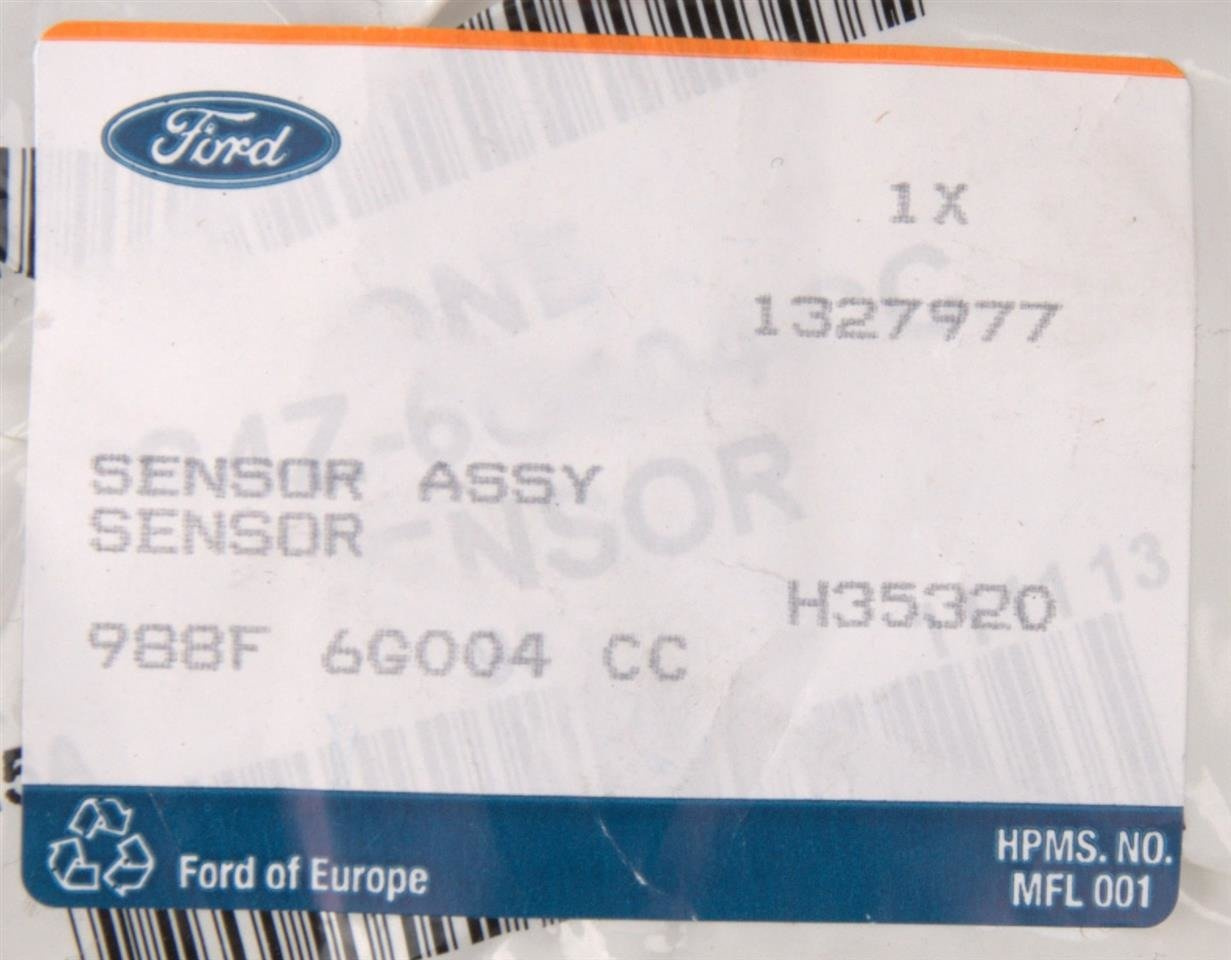 Ford
1X
1327977
SENSOR ASSY
SENSOR
H35320
988F 6G004 CC
Ford of Europe
HPMS. NO.
MFL 001